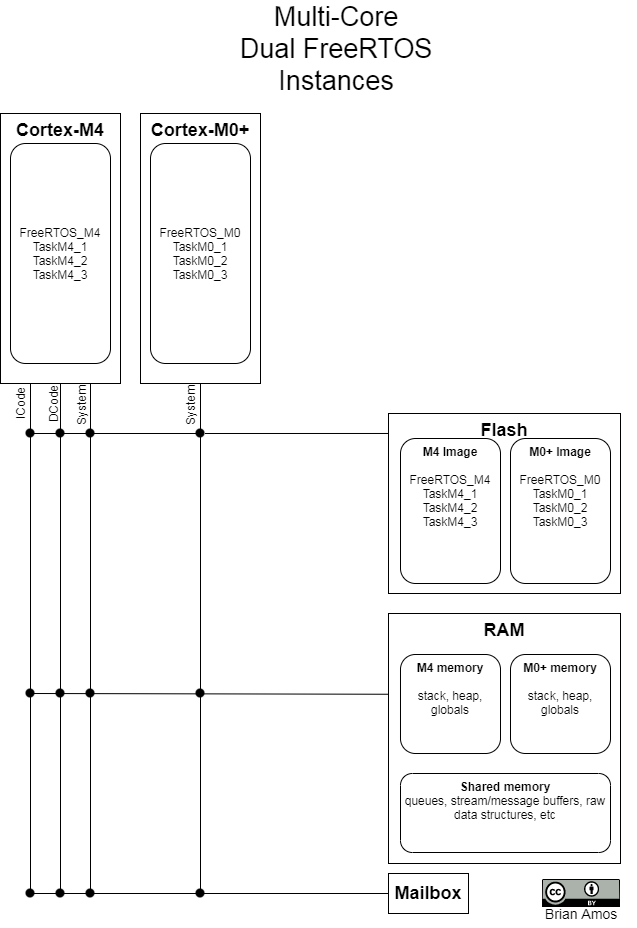 Multi-Core
Dual FreeRTOS
Instances
Cortex-M4
FreeRTOS_M4
TaskM4_1
TaskM4_2
TaskM4_3
Cortex-M0+
FreeRTOS_M0
TaskM0_1
TaskM0_2
TaskM0_3
ICode
DCode
System
System
Flash
M4 Image
FreeRTOS_M4
TaskM4_1
TaskM4_2
TaskM4_3
M0+ Image
FreeRTOS_M0
TaskM0_1
TaskM0_2
TaskM0_3
RAM
M4 memory
stack, heap,
globals
M0+ memory
stack, heap,
globals
Shared memory
queues, stream/message buffers, raw
data structures, etc
Mailbox
cc
BY
Brian Amos